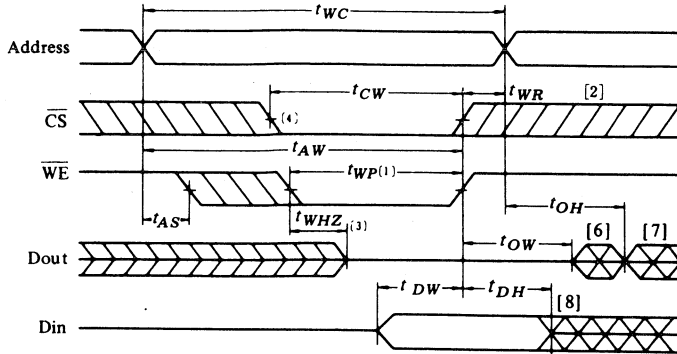 tWC
Address
tCW
tWR
[2]
CS
(4)
tAW
WE
tWP(1)
tAS
tWHZ(3)
tOH
Dout
tOW
[6]
[7]
tDW
tDH
[8]
Din